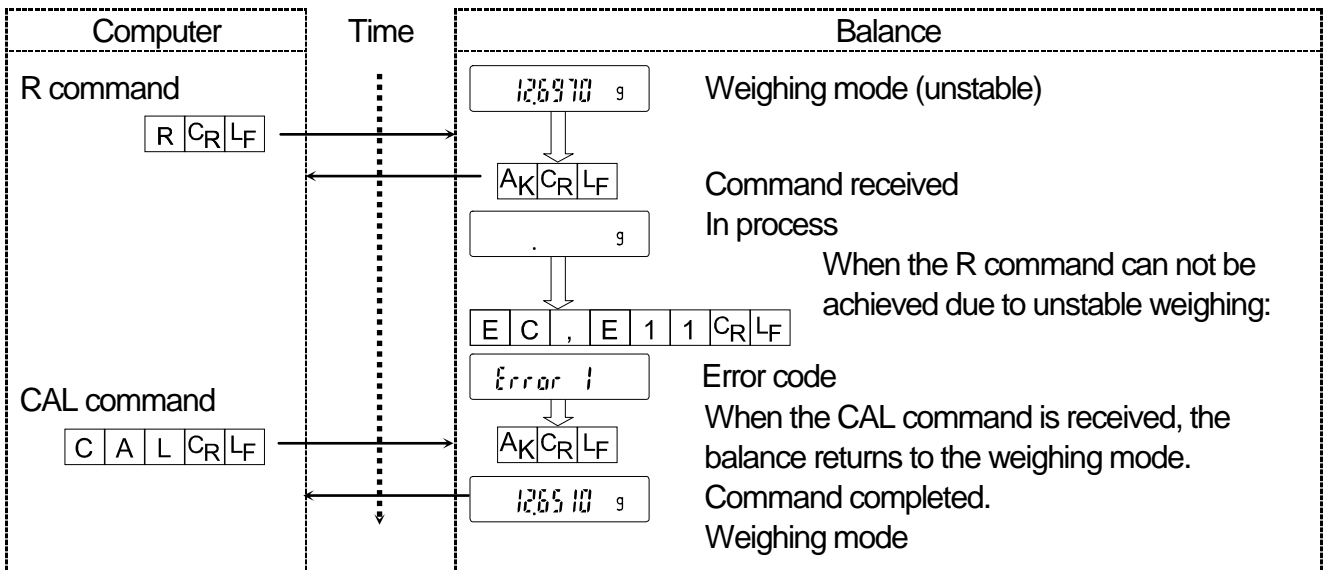 Computer Time Balance
R command
12.6970 g Weighing mode (unstable)
R CR LF
AK CR LF Command received
. g In process
When the R command can not be
achieved due to unstable weighing:
E C , E 1 1 CR LF
Error 1 Error code
CAL command
When the CAL command is received, the
C A L CR LF AK CR LF balance returns to the weighing mode.
12.6510 g Command completed.
Weighing mode